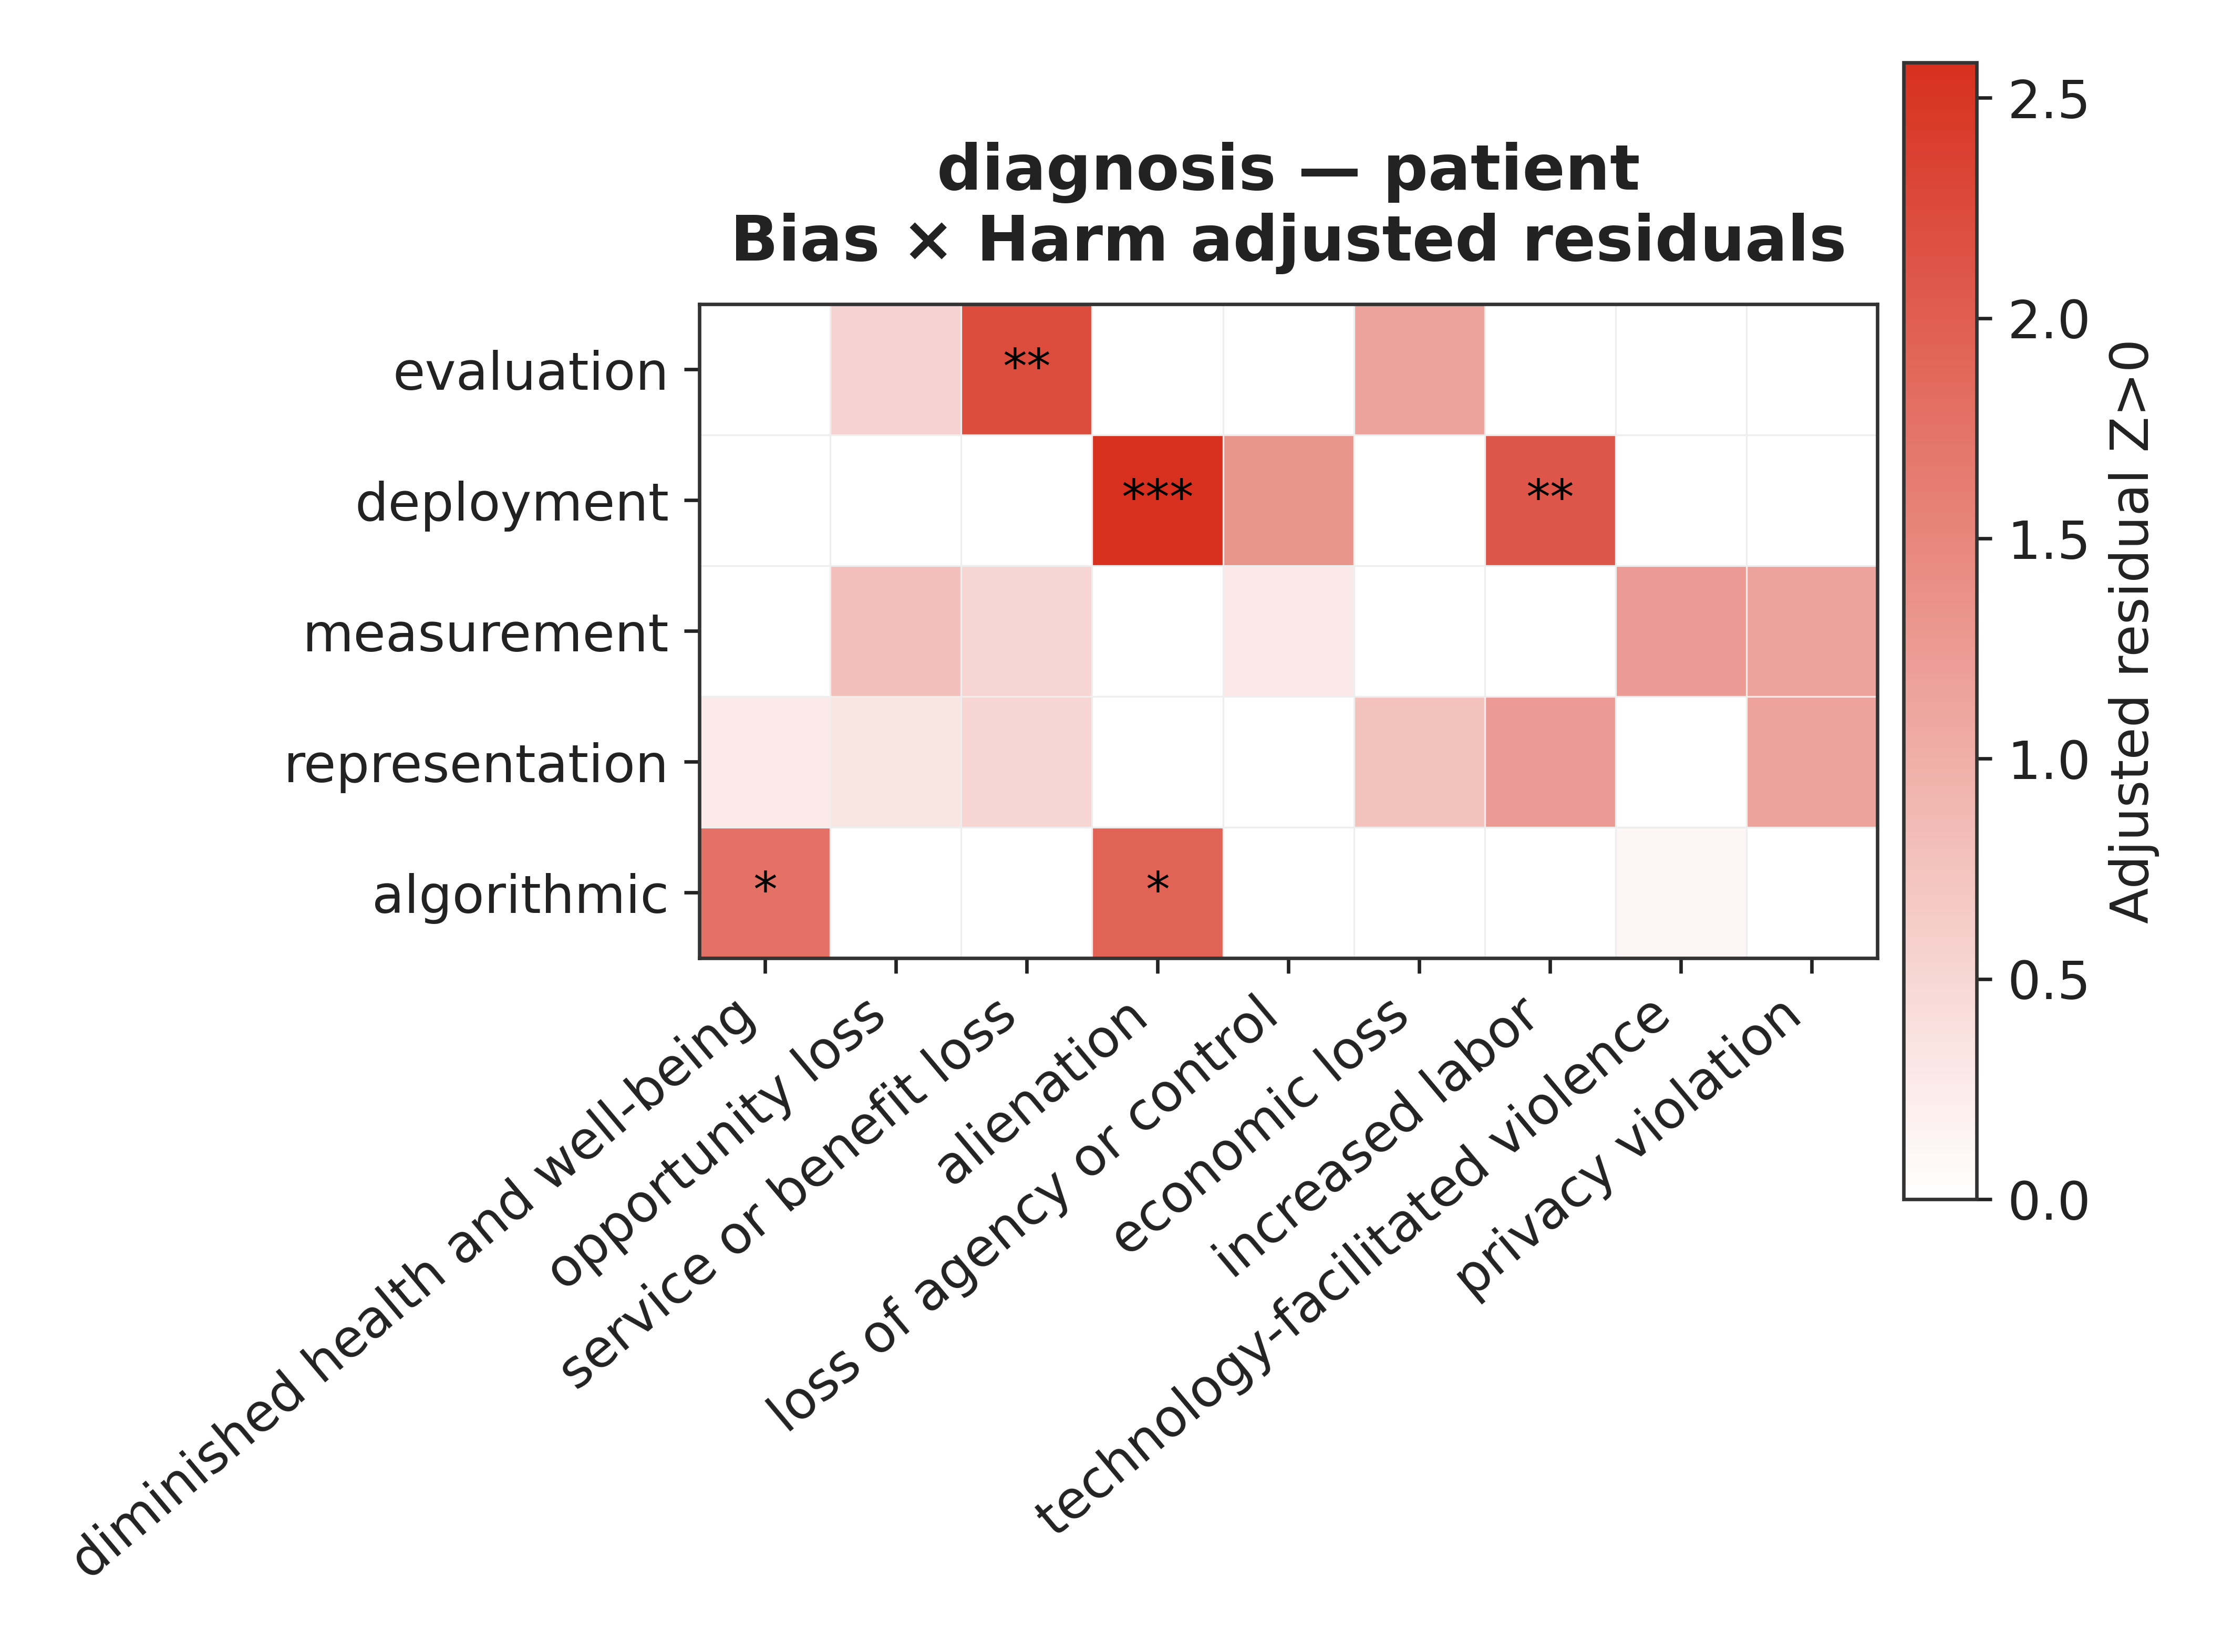 diagnosis — patient
Bias × Harm adjusted residuals
evaluation
**
deployment
***
**
measurement
representation
algorithmic
*
*
diminished health and well-being
opportunity loss
service or benefit loss
alienation
loss of agency or control
economic loss
increased labor
technology-facilitated violence
privacy violation
2.5
2.0
1.5
1.0
0.5
0.0
Adjusted residual Z>0